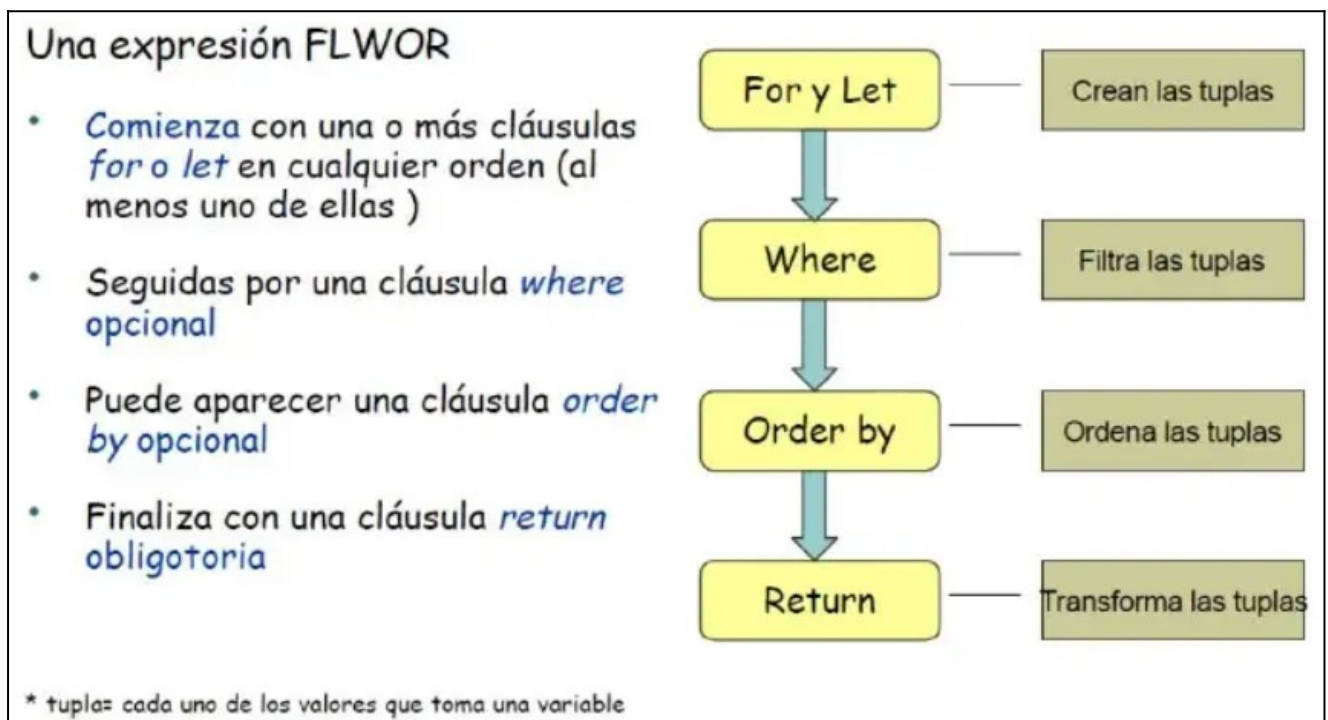 Una expresión FLWOR
• Comienza con una o más cláusulas
for o let en cualquier orden (al
menos uno de ellas )
• Seguidas por una cláusula where
opcional
• Puede aparecer una cláusula order
by opcional
• Finaliza con una cláusula return
obligotoria
* tupla= cada uno de los valores que toma una variable
For y Let
Crean las tuplas
Where
Filtra las tuplas
Order by
Ordena las tuplas
Return
Transforma las tuplas